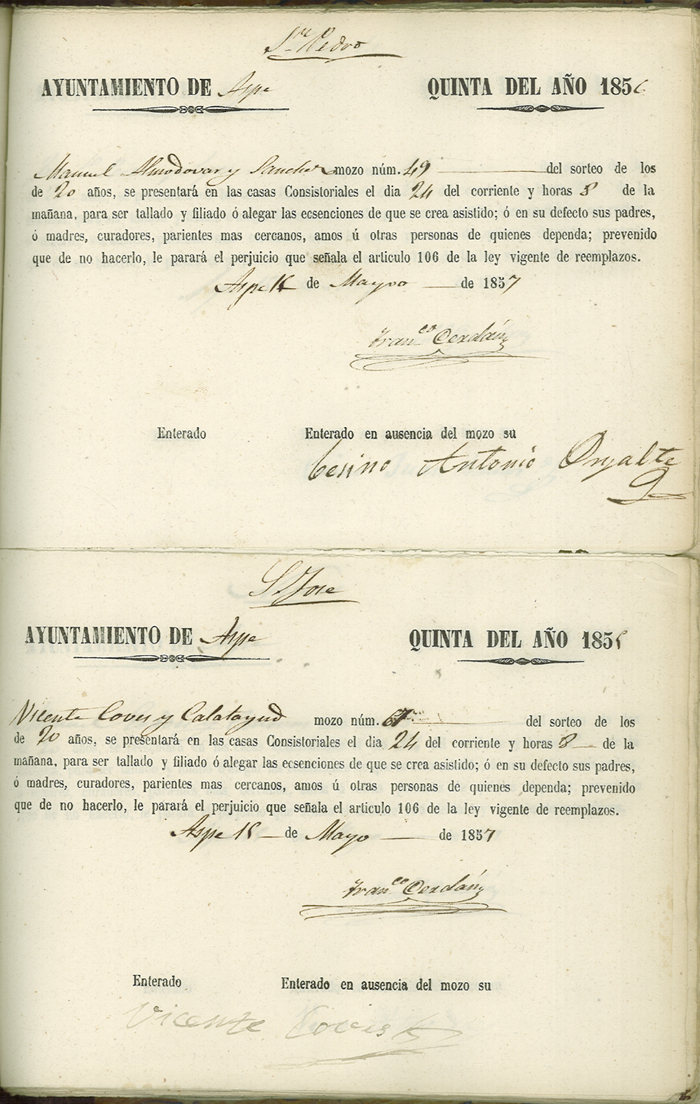 Sn Pedro
AYUNTAMIENTO DE Aspe QUINTA DEL AÑO 185
Manuel Almodovar y Sanchez mozo núm. 49 del sorteo de los
de 20 años, se presentará en las casas Consistoriales el dia 24 del corriente y horas 8 de la
mañana, para ser tallado y filiado ó alegar las ecsenciones de que se crea asistido; ó en su defecto sus padres,
ó madres, curadores, parientes mas cercanos, amos ú otras personas de quienes dependa; prevenido
que de no hacerlo, le parará el perjuicio que señala el articulo 106 de la ley vigente de reemplazos.
Aspe de Mayo de 1857
Franco Cerdán
Enterado Enterado en ausencia del mozo su
Antonio
S. Jose
AYUNTAMIENTO DE Aspe QUINTA DEL AÑO 185
Vicente Coves y Calatayud mozo núm. del sorteo de los
de 20 años, se presentará en las casas Consistoriales el dia 24 del corriente y horas 8 de la
mañana, para ser tallado y filiado ó alegar las ecsenciones de que se crea asistido; ó en su defecto sus padres,
ó madres, curadores, parientes mas cercanos, amos ú otras personas de quienes dependa; prevenido
que de no hacerlo, le parará el perjuicio que señala el articulo 106 de la ley vigente de reemplazos.
Aspe de Mayo de 1857
Franco Cerdán
Enterado Enterado en ausencia del mozo su
Vicente Coves